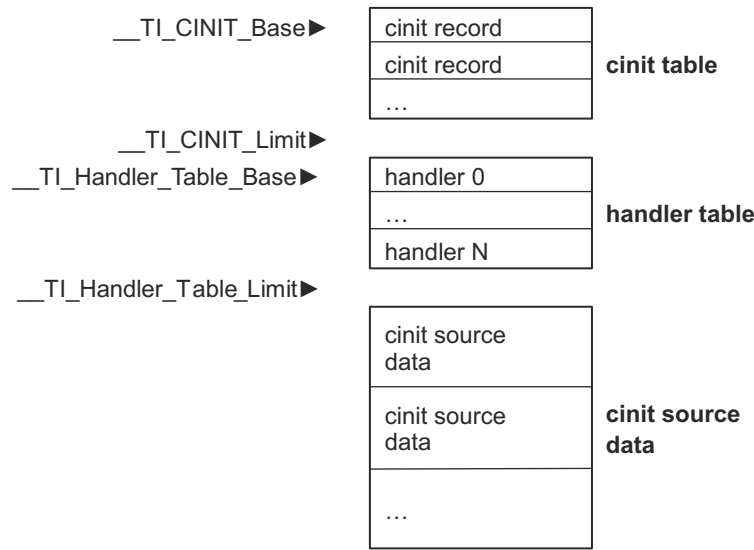 __TI_CINIT_Base►
cinit record
cinit record
cinit table
…
__TI_CINIT_Limit►
__TI_Handler_Table_Base►
handler 0
…
handler table
handler N
__TI_Handler_Table_Limit►
cinit source
data
cinit source
data
cinit source
data
…